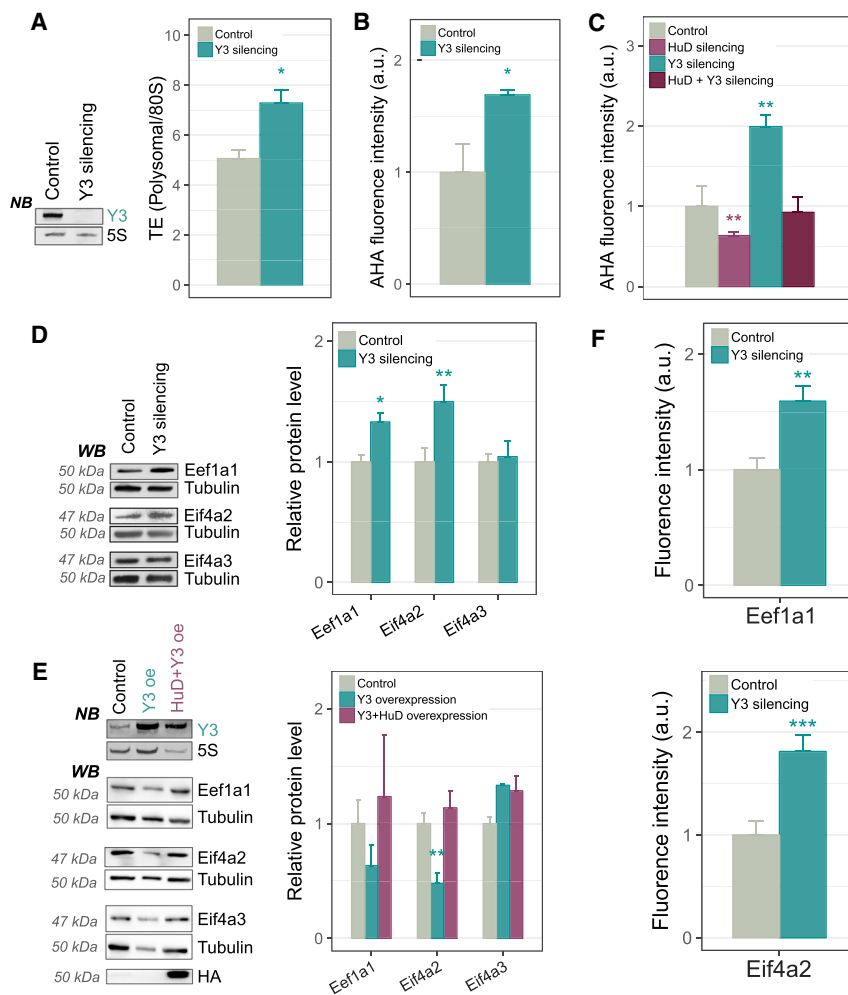 A
NB
Control
Y3 silencing
Y3
5S
TE (Polysomal/80S)
10
8
6
4
2
0
Control
Y3 silencing
*
B
AHA fluorence intensity (a.u.)
2
1
0
Control
Y3 silencing
*
C
AHA fluorence intensity (a.u.)
3
2
1
0
Control
HuD silencing
Y3 silencing
HuD + Y3 silencing
**
**
D
Control
Y3 silencing
WB
50 kDa Eef1a1
50 kDa Tubulin
47 kDa Eif4a2
50 kDa Tubulin
47 kDa Eif4a3
50 kDa Tubulin
Relative protein level
2
1
0
Control
Y3 silencing
*
**
Eef1a1
Eif4a2
Eif4a3
F
Fluorence intensity (a.u.)
2
1
0
Control
Y3 silencing
**
Eef1a1
E
Control
Y3 oe
HuD+Y3 oe
NB
Y3
5S
WB
50 kDa Eef1a1
50 kDa Tubulin
47 kDa Eif4a2
50 kDa Tubulin
47 kDa Eif4a3
50 kDa Tubulin
50 kDa HA
Relative protein level
2
1
0
Control
Y3 overexpression
Y3+HuD overexpression
**
Eef1a1
Eif4a2
Eif4a3
Fluorence intensity (a.u.)
2
1
0
Control
Y3 silencing
***
Eif4a2